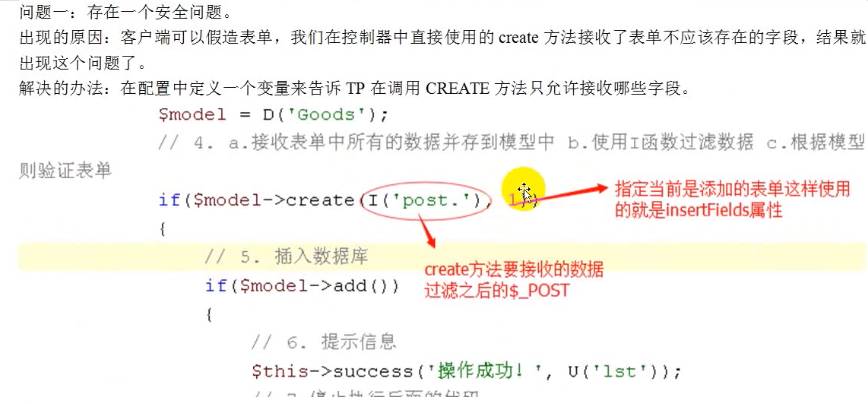 问题一：存在一个安全问题。
出现的原因：客户端可以假造表单，我们在控制器中直接使用的 create 方法接收了表单不应该存在的字段，结果就
出现这个问题了。
解决的办法：在配置中定义一个变量来告诉 TP 在调用 CREATE 方法只允许接收哪些字段。
$model = D('Goods');
// 4. a.接收表单中所有的数据并存到模型中 b.使用I函数过滤数据 c.根据模型
则验证表单
if($model->create(I('post.'), 1))
指定当前是添加的表单这样使用
的就是insertFields属性
{
// 5. 插入数据库
create方法要接收的数据
过滤之后的$_POST
if($model->add())
{
// 6. 提示信息
$this->success('操作成功！', U('lst'));